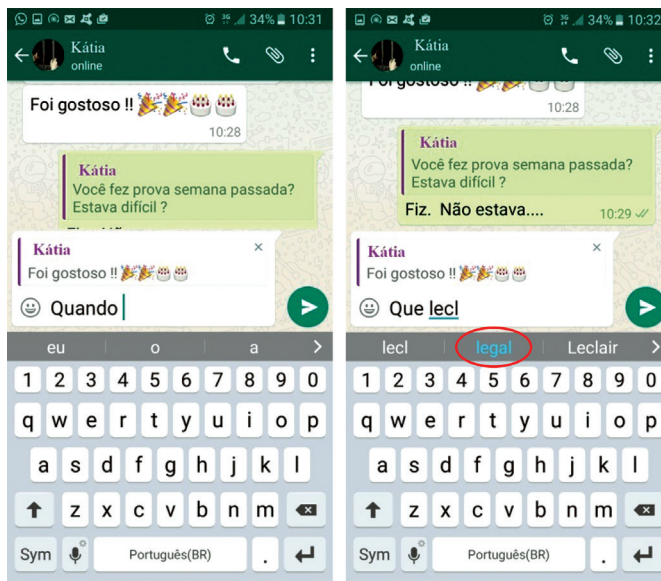 34% 10:31
Kátia
online
Foi gostoso !! 🎉🎉🎂🎂
10:28
Kátia
Você fez prova semana passada?
Estava difícil ?
Kátia ×
Foi gostoso !! 🎉🎉🎂🎂
Quando
eu o a >
1 2 3 4 5 6 7 8 9 0
q w e r t y u i o p
a s d f g h j k l
z x c v b n m
Sym Português(BR) .
3G 34% 10:32
Kátia
online
Foi gostoso !! 🎉🎉🎂🎂
10:28
Kátia
Você fez prova semana passada?
Estava difícil ?
Fiz. Não estava.... 10:29
Kátia ×
Foi gostoso !! 🎉🎉🎂🎂
Que lecl
lecl legal Leclair >
1 2 3 4 5 6 7 8 9 0
q w e r t y u i o p
a s d f g h j k l
z x c v b n m
Sym Português(BR) .